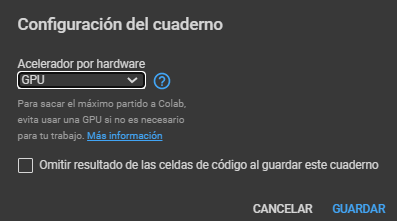 Configuración del cuaderno
Acelerador por hardware
GPU
?
Para sacar el máximo partido a Colab,
evita usar una GPU si no es necesario
para tu trabajo. Más información
Omitir resultado de las celdas de código al guardar este cuaderno
CANCELAR GUARDAR